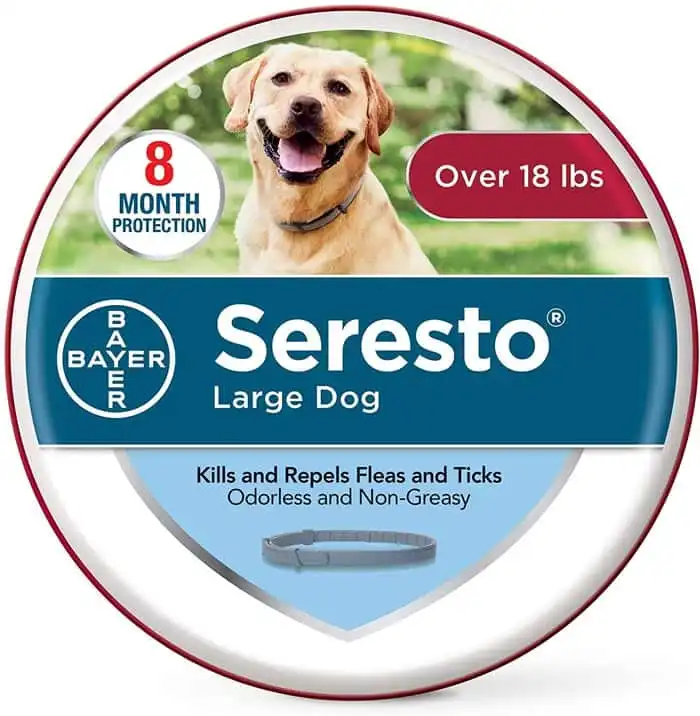 8
MONTH
PROTECTION
Over 18 lbs
BAYER
BAYER
Seresto®
Large Dog
Kills and Repels Fleas and Ticks
Odorless and Non-Greasy